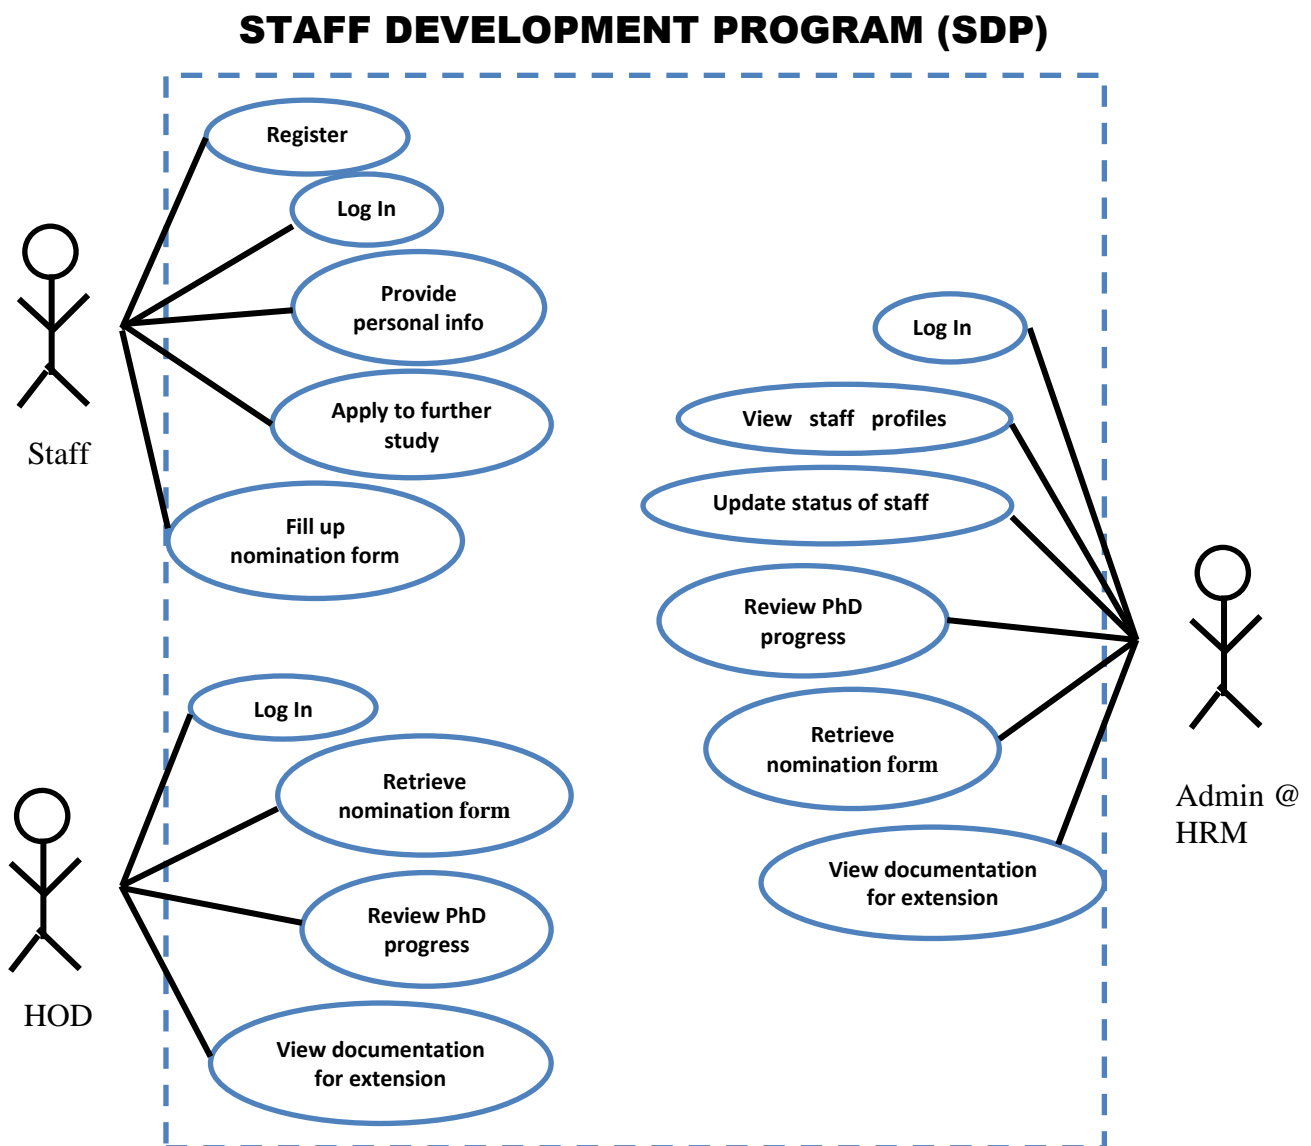 STAFF DEVELOPMENT PROGRAM (SDP)
Register
Log In
Provide
personal info
Apply to further
study
Fill up
nomination form
Staff
Log In
Retrieve
nomination form
Review PhD
progress
View documentation
for extension
HOD
Log In
View staff profiles
Update status of staff
Review PhD
progress
Retrieve
nomination form
View documentation
for extension
Admin @
HRM